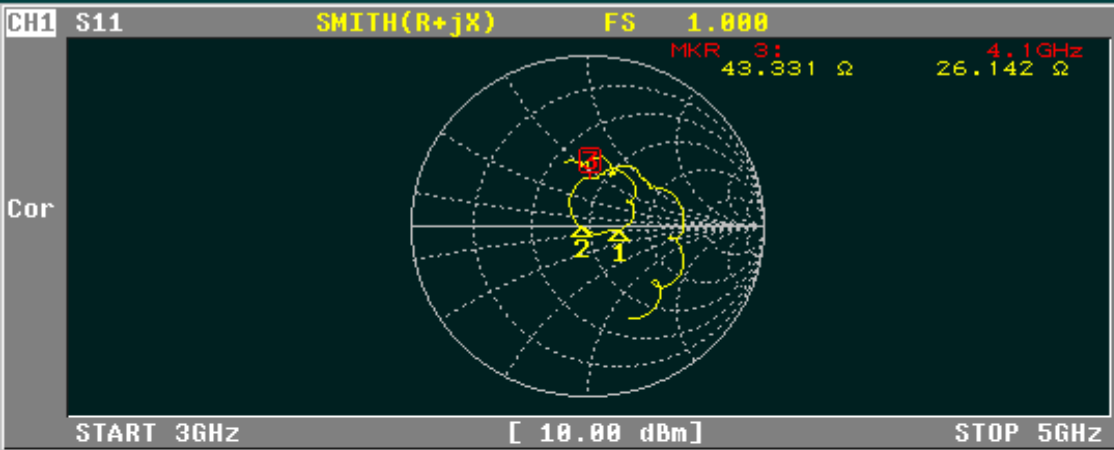 CH1 S11 SMITH(R+jX) FS 1.000
MKR 3: 4.1GHz
43.331 Ω 26.142 Ω
3
Cor
2 1
START 3GHz [ 10.00 dBm] STOP 5GHz